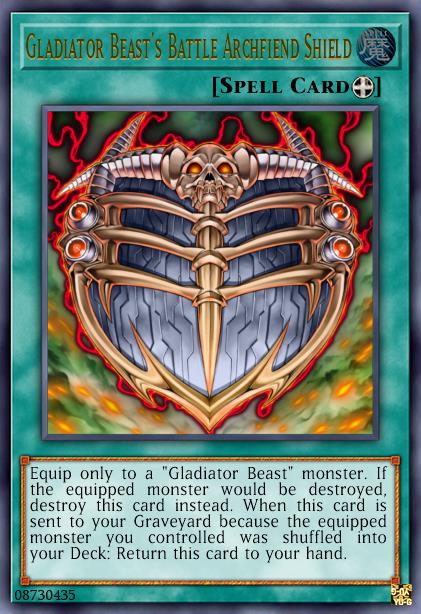 Gladiator Beast's Battle Archfiend Shield
魔
[Spell Card]
Equip only to a "Gladiator Beast" monster. If
the equipped monster would be destroyed,
destroy this card instead. When this card is
sent to your Graveyard because the equipped
monster you controlled was shuffled into
your Deck: Return this card to your hand.
08730435